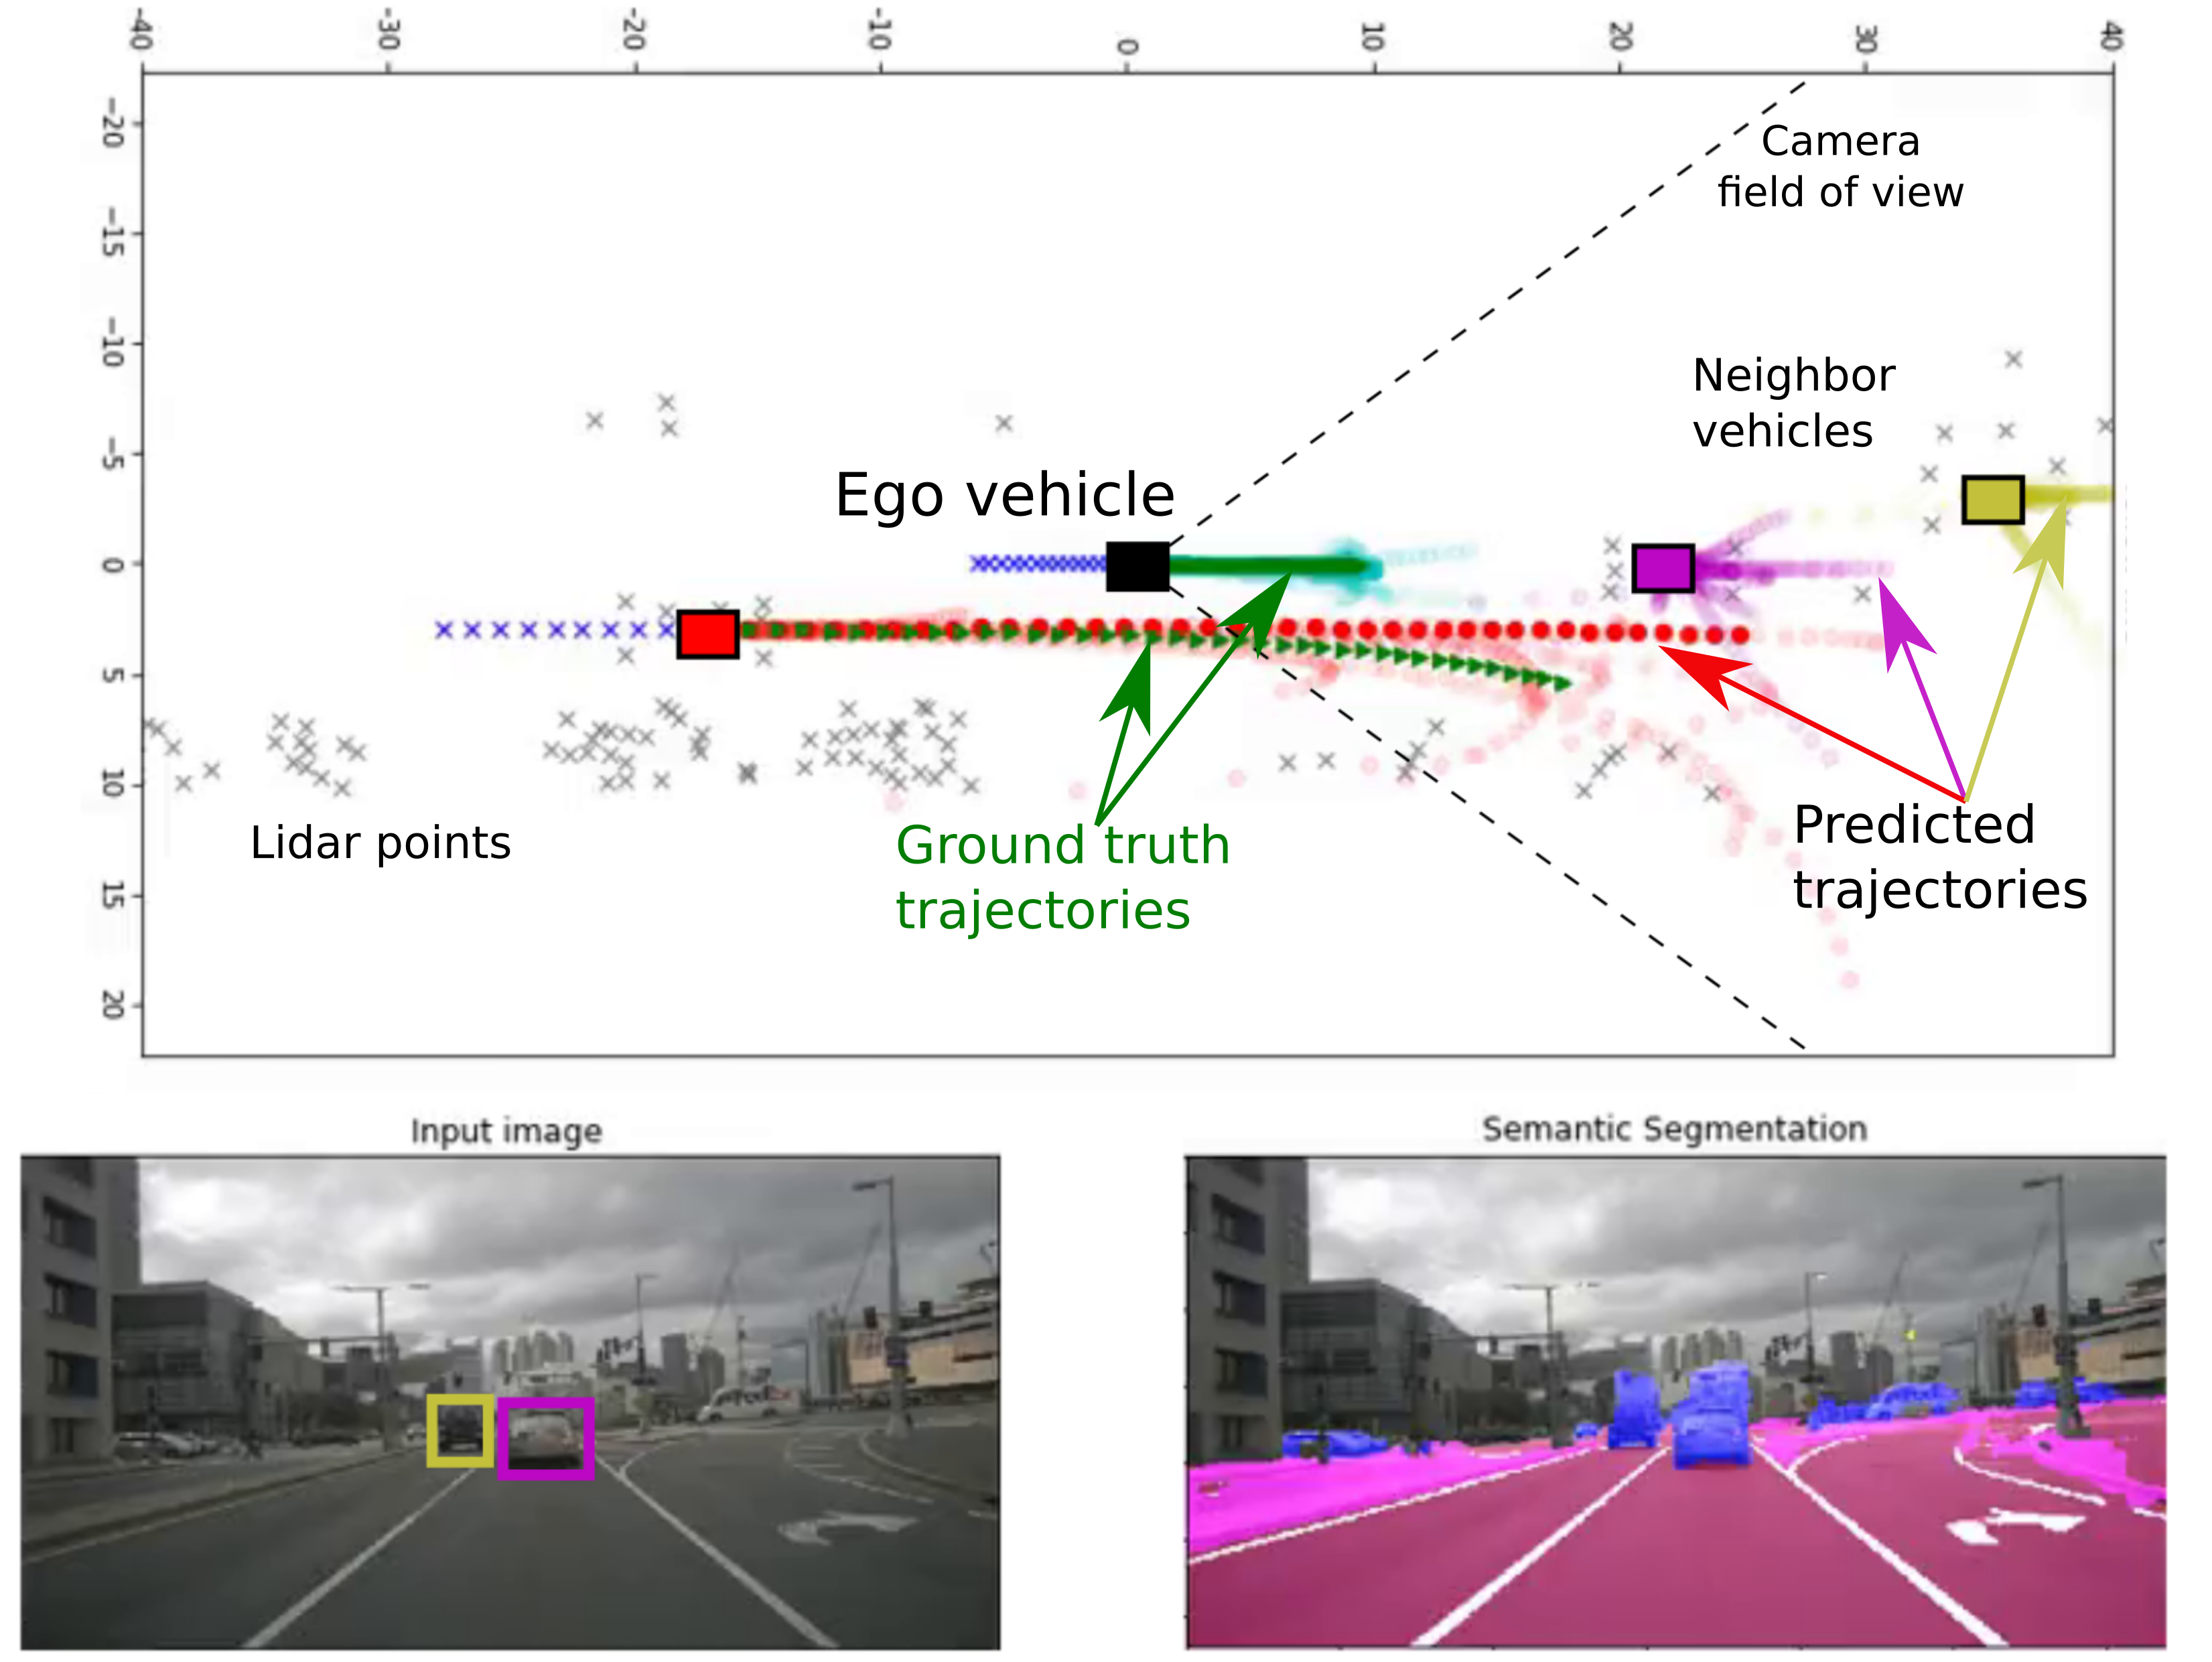 -40 -30 -20 -10 0 10 20 30 40
-20
-15
-10
-5
0
5
10
15
20
Camera
field of view
Neighbor
vehicles
Ego vehicle
Lidar points
Ground truth
trajectories
Predicted
trajectories
Input image
Semantic Segmentation
FedEx